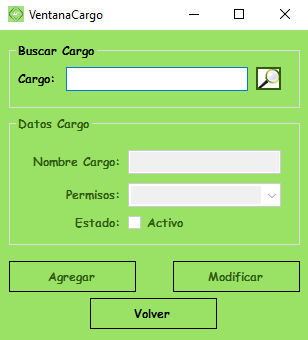 VentanaCargo
Buscar Cargo
Cargo:
Datos Cargo
Nombre Cargo:
Permisos:
Estado: Activo
Agregar Modificar
Volver